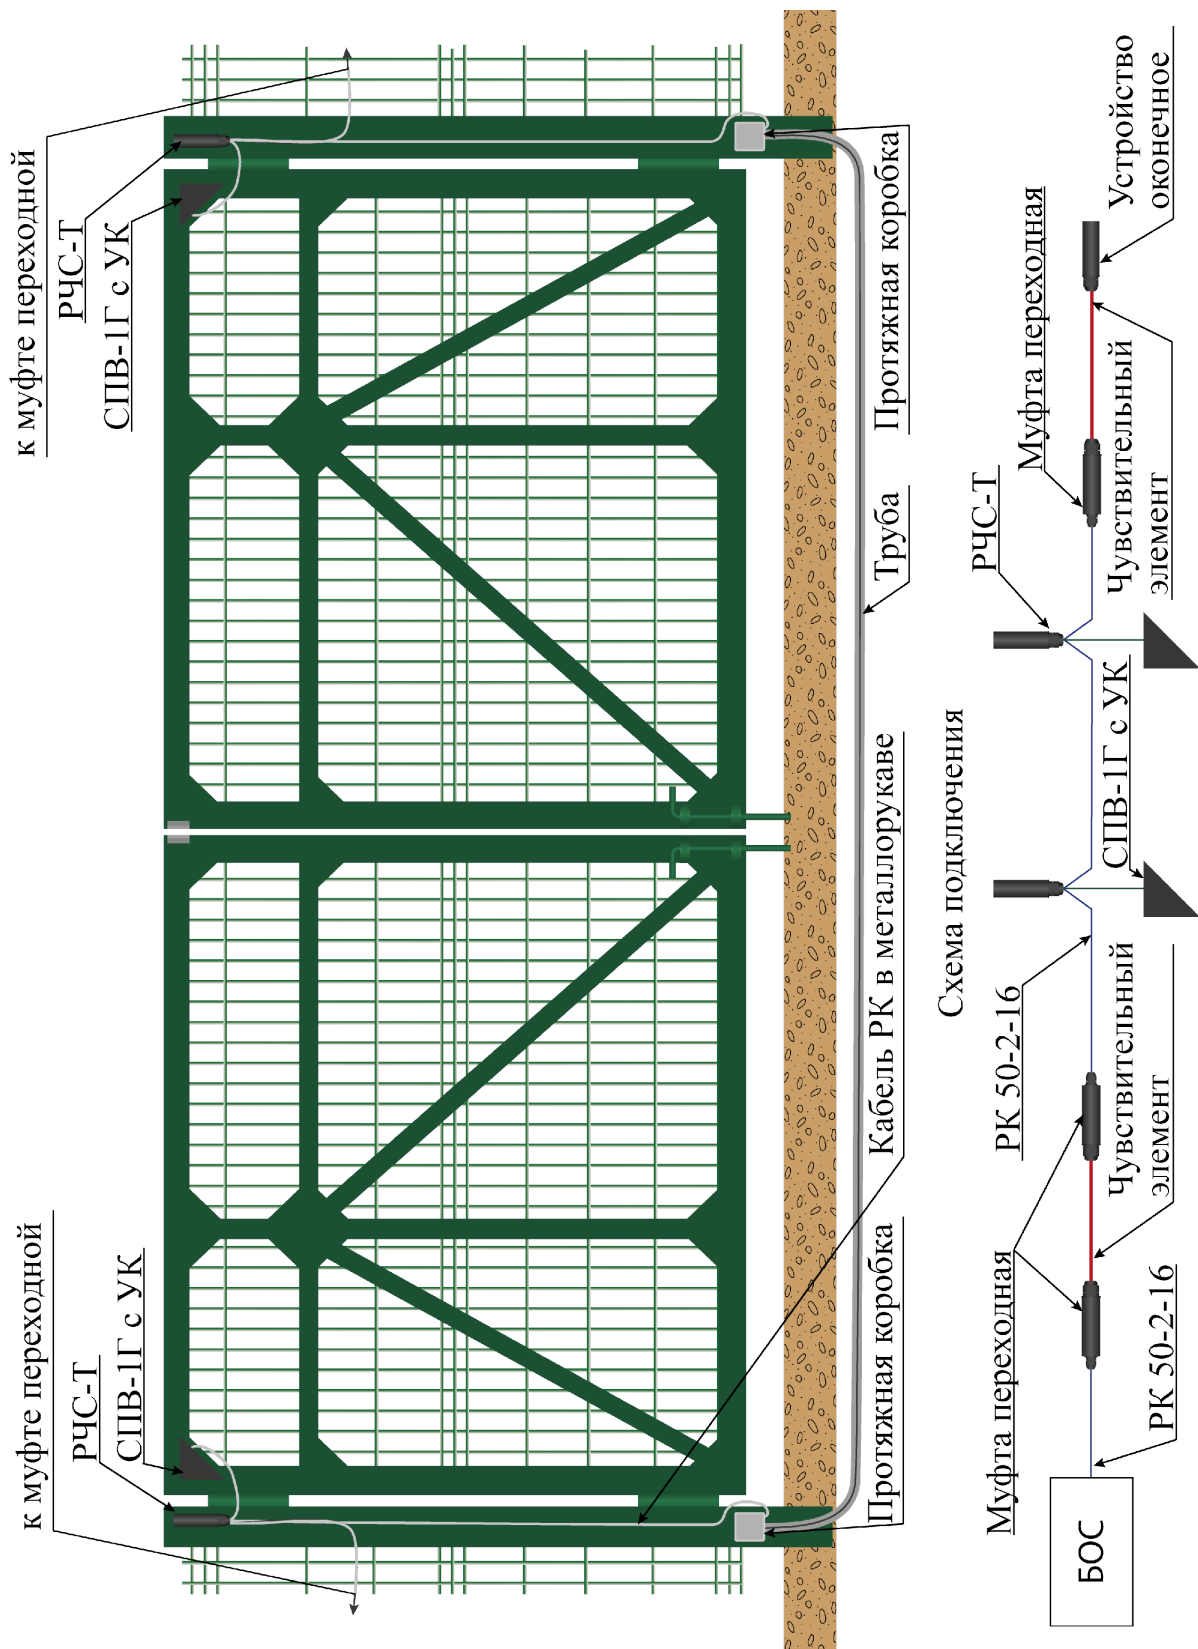 к муфте переходной
РЧС-Т
СПВ-1Г с УК
к муфте переходной
РЧС-Т
СПВ-1Г с УК
Протяжная коробка
Кабель РК в металлорукаве
Труба
Протяжная коробка
Схема подключения
БОС
Муфта переходная
РК 50-2-16
РК 50-2-16
Чувствительный
элемент
СПВ-1Г с УК
РЧС-Т
Муфта переходная
Чувствительный
элемент
Устройство
оконечное